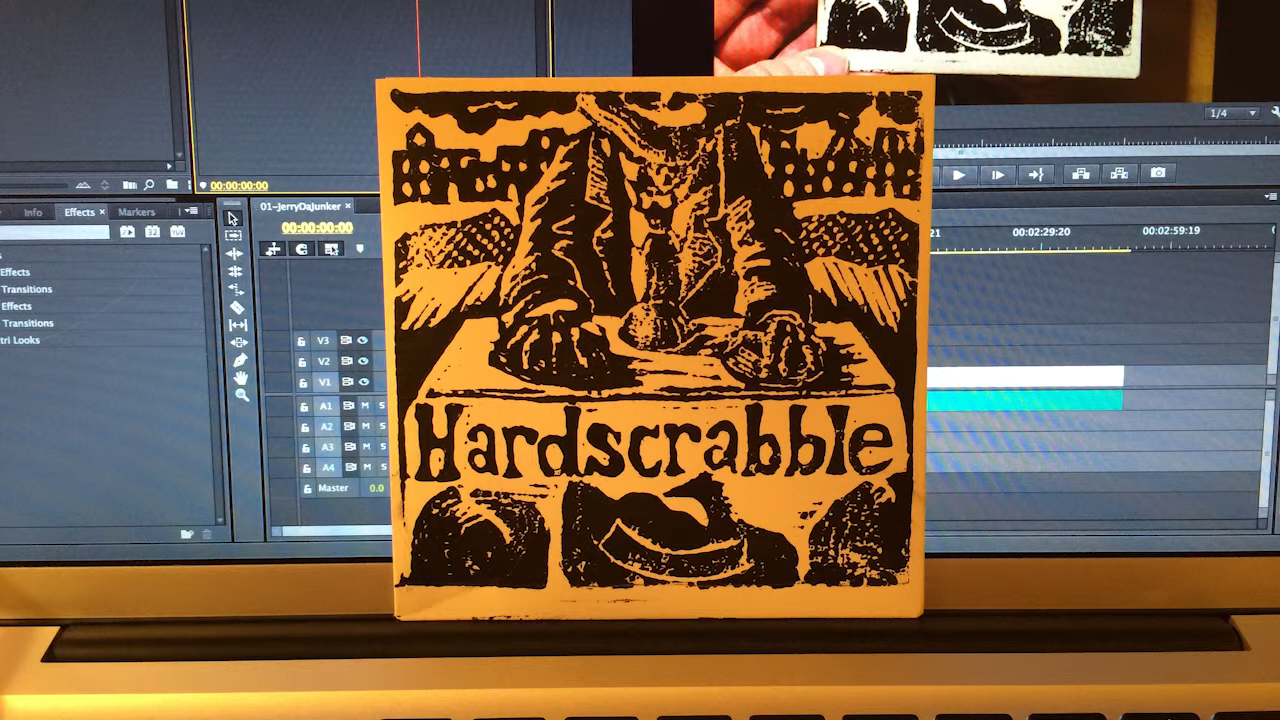 1/4
00:00:00:00
Info
Effects ×
Markers
01-JerryDaJunker ×
00:00:00:00
21
00:02:29:20
00:02:59:19
Effects
Transitions
Effects
Transitions
tri Looks
V3
V2
V1
A1 M S
A2 M S
A3 M S
A4 M S
Master 0.0
Hardscrabble